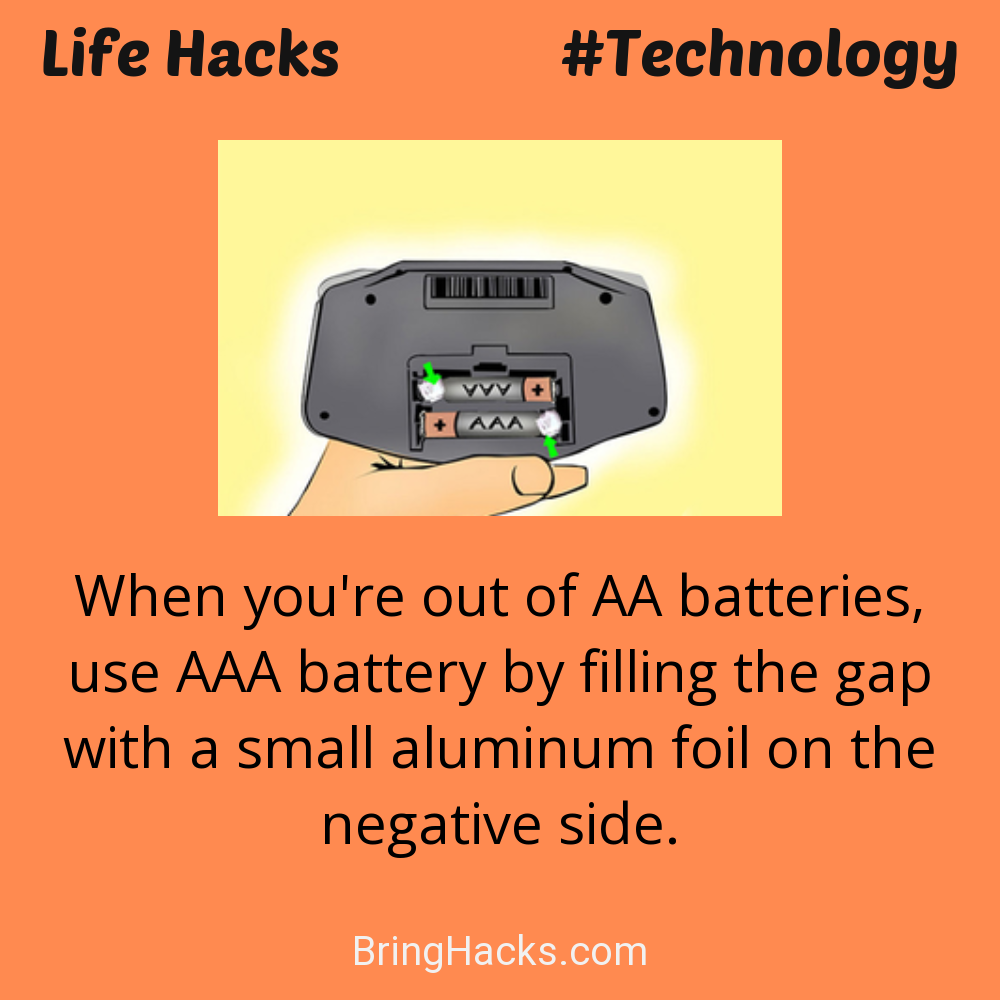 Life Hacks #Technology
+
AAA
+
AAA
When you're out of AA batteries,
use AAA battery by filling the gap
with a small aluminum foil on the
negative side.
BringHacks.com